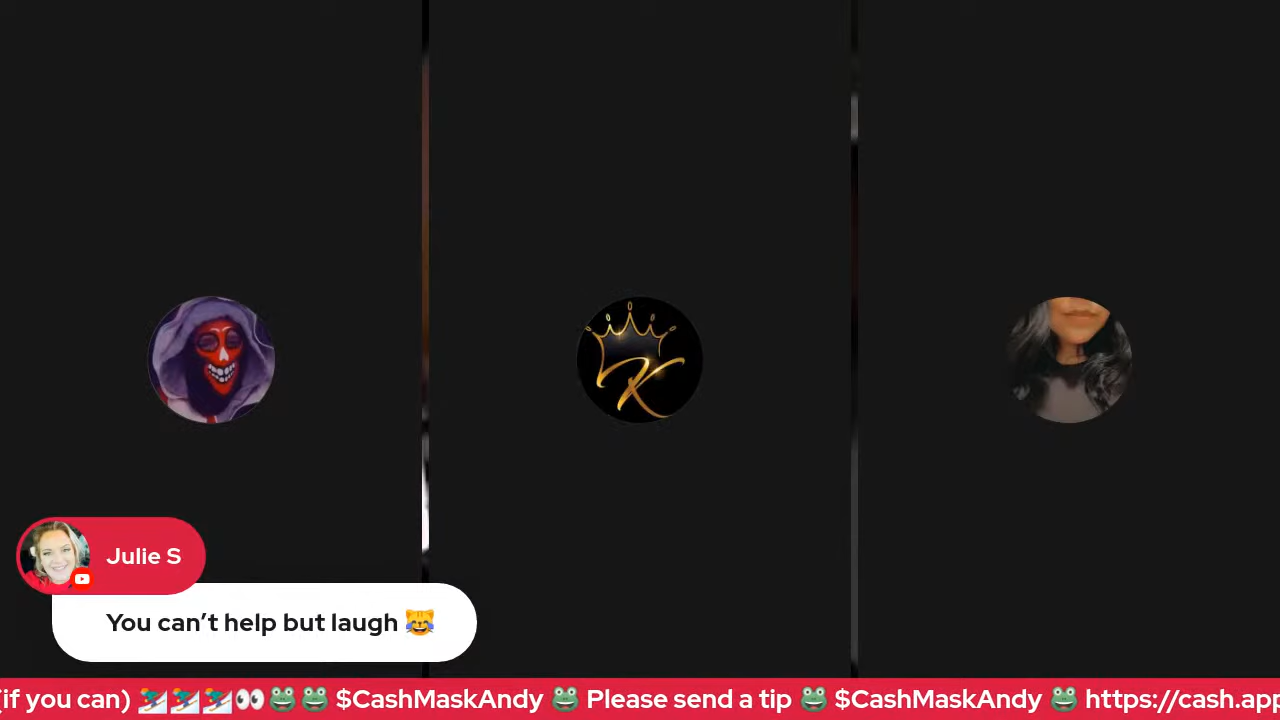 K
Julie S
You can’t help but laugh 😹
(if you can) ⛷️⛷️⛷️👀🐸🐸 $CashMaskAndy 🐸 Please send a tip 🐸 $CashMaskAndy 🐸 https://cash.app